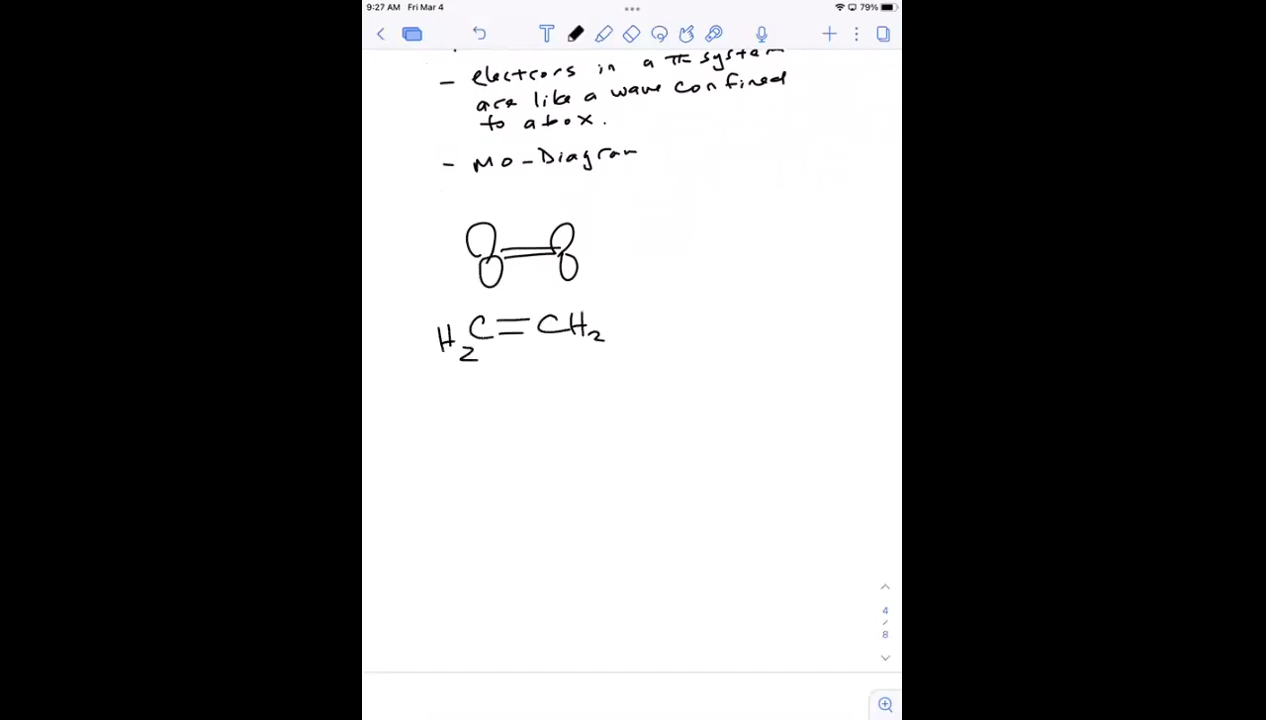 9:27 AM Fri Mar 4
79%
- electrors in a π system
are like a wave confined
to a box.
- MO-Diagram
H2C=CH2
4
/
8